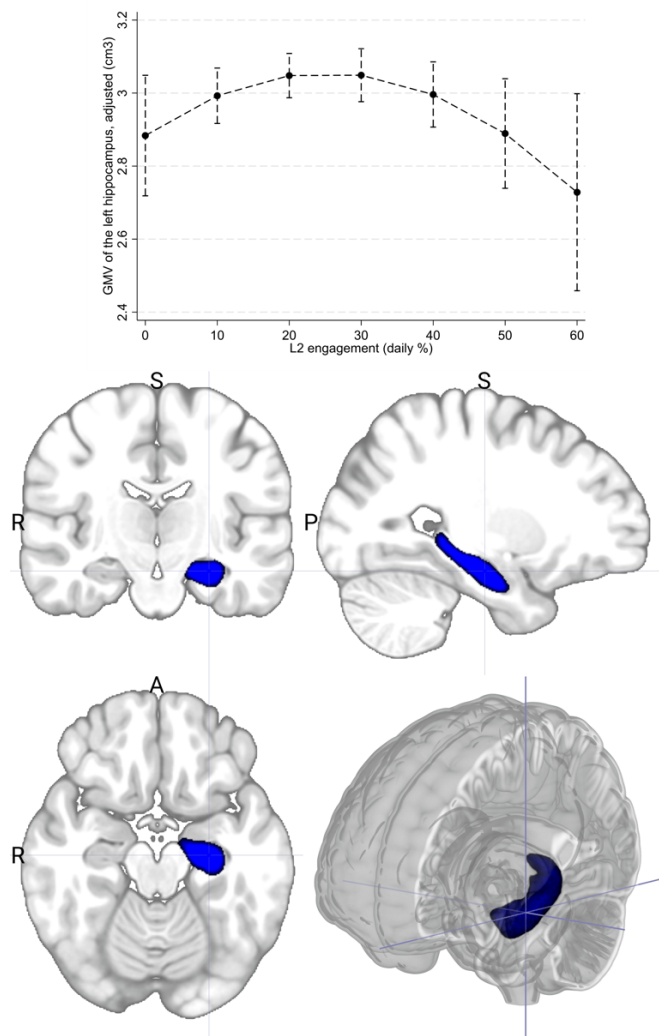 GMV of the left hippocampus, adjusted (cm3)
3.2
3
2.8
2.6
2.4
0 10 20 30 40 50 60
L2 engagement (daily %)
S S
R P
A
R